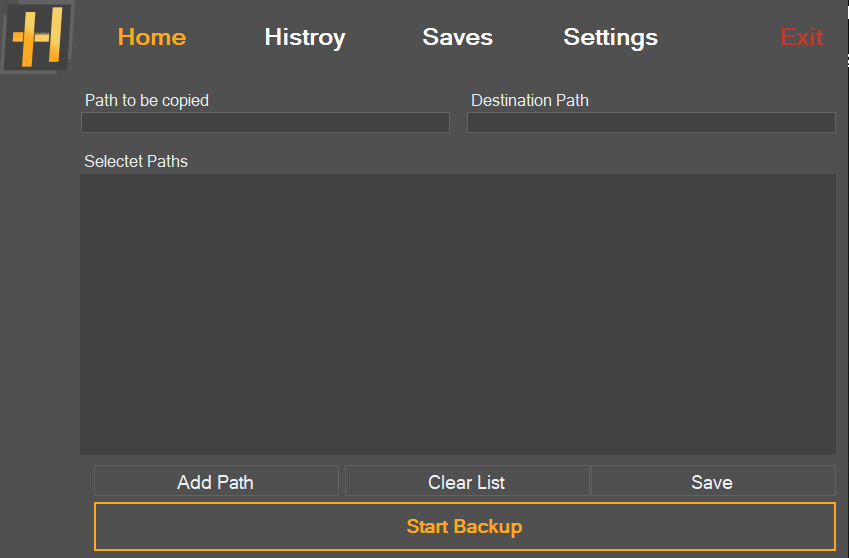 Home Histroy Saves Settings Exit
Path to be copied Destination Path
Selectet Paths
Add Path Clear List Save
Start Backup